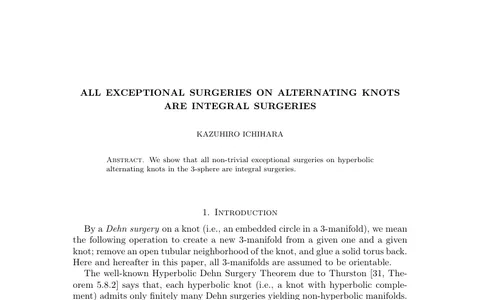 ALL EXCEPTIONAL SURGERIES ON ALTERNATING KNOTS
ARE INTEGRAL SURGERIES
KAZUHIRO ICHIHARA
Abstract. We show that all non-trivial exceptional surgeries on hyperbolic
alternating knots in the 3-sphere are integral surgeries.
1. Introduction
By a Dehn surgery on a knot (i.e., an embedded circle in a 3-manifold), we mean
the following operation to create a new 3-manifold from a given one and a given
knot; remove an open tubular neighborhood of the knot, and glue a solid torus back.
Here and hereafter in this paper, all 3-manifolds are assumed to be orientable.
The well-known Hyperbolic Dehn Surgery Theorem due to Thurston [31, The-
orem 5.8.2] says that, each hyperbolic knot (i.e., a knot with hyperbolic comple-
ment) admits only finitely many Dehn surgeries yielding non-hyperbolic manifolds.